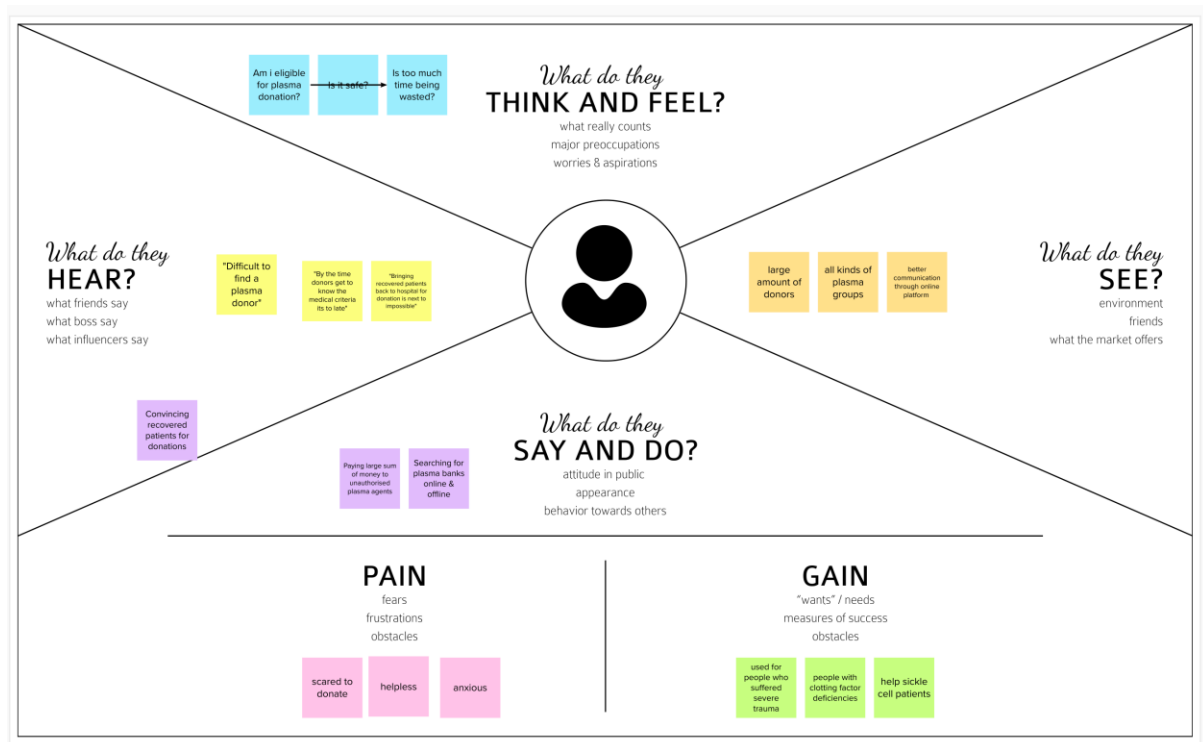 Am i eligible
for plasma
donation?
Is it safe?
Is too much
time being
wasted?
What do they
THINK AND FEEL?
what really counts
major preoccupations
worries & aspirations
What do they
HEAR?
what friends say
what boss say
what influencers say
"Difficult to
find a
plasma
donor"
"By the time
donors get to
know the
medical criteria
its to late"
"Bringing
recovered patients
back to hospital for
donation is next to
impossible"
large
amount of
donors
all kinds of
plasma
groups
better
communication
through online
platform
What do they
SEE?
environment
friends
what the market offers
Convincing
recovered
patients for
donations
Paying large sum
of money to
unauthorised
plasma agents
Searching for
plasma banks
online &
offline
What do they
SAY AND DO?
attitude in public
appearance
behavior towards others
PAIN
fears
frustrations
obstacles
scared to
donate
helpless
anxious
GAIN
"wants" / needs
measures of success
obstacles
used for
people who
suffered
severe
trauma
people with
clotting factor
deficiencies
help sickle
cell patients